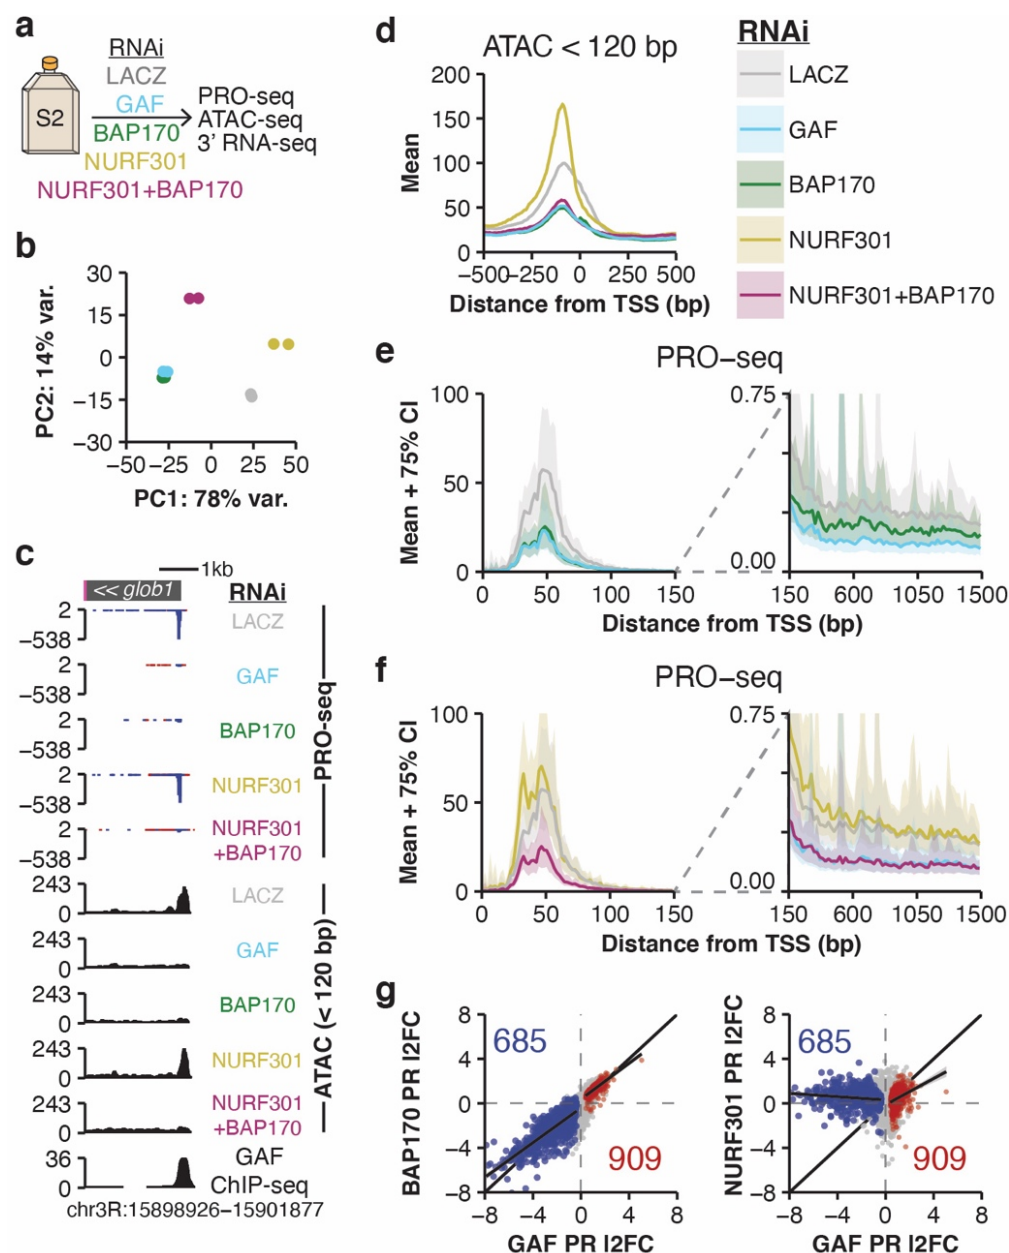 a
RNAi
LACZ
GAF
BAP170
NURF301
NURF301+BAP170
S2
PRO-seq
ATAC-seq
3' RNA-seq
b
PC2: 14% var.
30
15
0
−15
−30
−50 −25 0 25 50
PC1: 78% var.
c
1kb
<< glob1
RNAi
2
−538
LACZ
2
−538
GAF
2
−538
BAP170
2
−538
NURF301
2
−538
NURF301
+BAP170
PRO-seq
243
0
LACZ
243
0
GAF
243
0
BAP170
243
0
NURF301
243
0
NURF301
+BAP170
ATAC (< 120 bp)
36
0
GAF
ChIP-seq
chr3R:15898926−15901877
d
ATAC < 120 bp
Mean
200
150
100
50
0
−500 −250 0 250 500
Distance from TSS (bp)
RNAi
LACZ
GAF
BAP170
NURF301
NURF301+BAP170
e
PRO−seq
Mean + 75% CI
100
50
0
0 50 100 150
0.75
0.00
150 600 1050 1500
Distance from TSS (bp)
f
PRO−seq
Mean + 75% CI
100
50
0
0 50 100 150
0.75
0.00
150 600 1050 1500
Distance from TSS (bp)
g
BAP170 PR l2FC
8
4
0
−4
−8
685
909
−8 −4 0 4 8
GAF PR l2FC
NURF301 PR l2FC
8
4
0
−4
−8
685
909
−8 −4 0 4 8
GAF PR l2FC